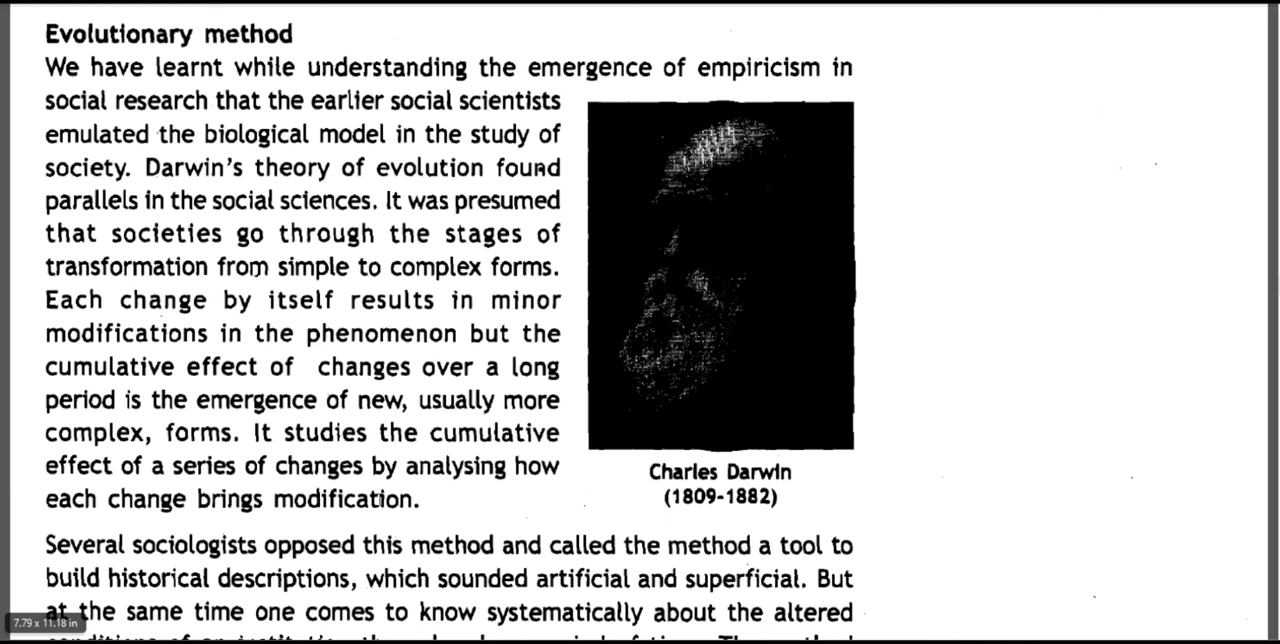 Evolutionary method
We have learnt while understanding the emergence of empiricism in
social research that the earlier social scientists
emulated the biological model in the study of
society. Darwin's theory of evolution found
parallels in the social sciences. It was presumed
that societies go through the stages of
transformation from simple to complex forms.
Each change by itself results in minor
modifications in the phenomenon but the
cumulative effect of changes over a long
period is the emergence of new, usually more
complex, forms. It studies the cumulative
effect of a series of changes by analysing how
each change brings modification.
Charles Darwin
(1809-1882)
Several sociologists opposed this method and called the method a tool to
build historical descriptions, which sounded artificial and superficial. But
at the same time one comes to know systematically about the altered
7.79 x 11.18 in